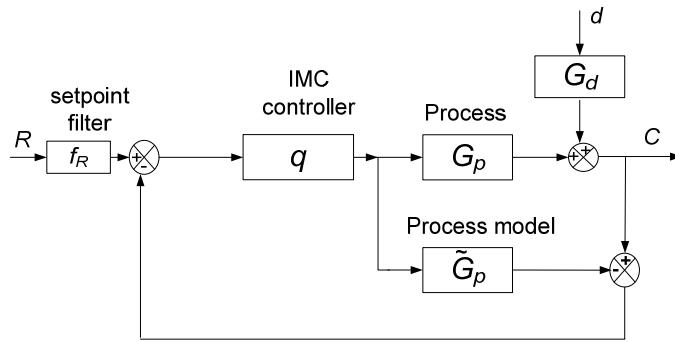 d
G_d
IMC
controller
setpoint
filter
Process
R
f_R
+
-
q
G_p
+
+
C
Process model
G̃_p
-
+